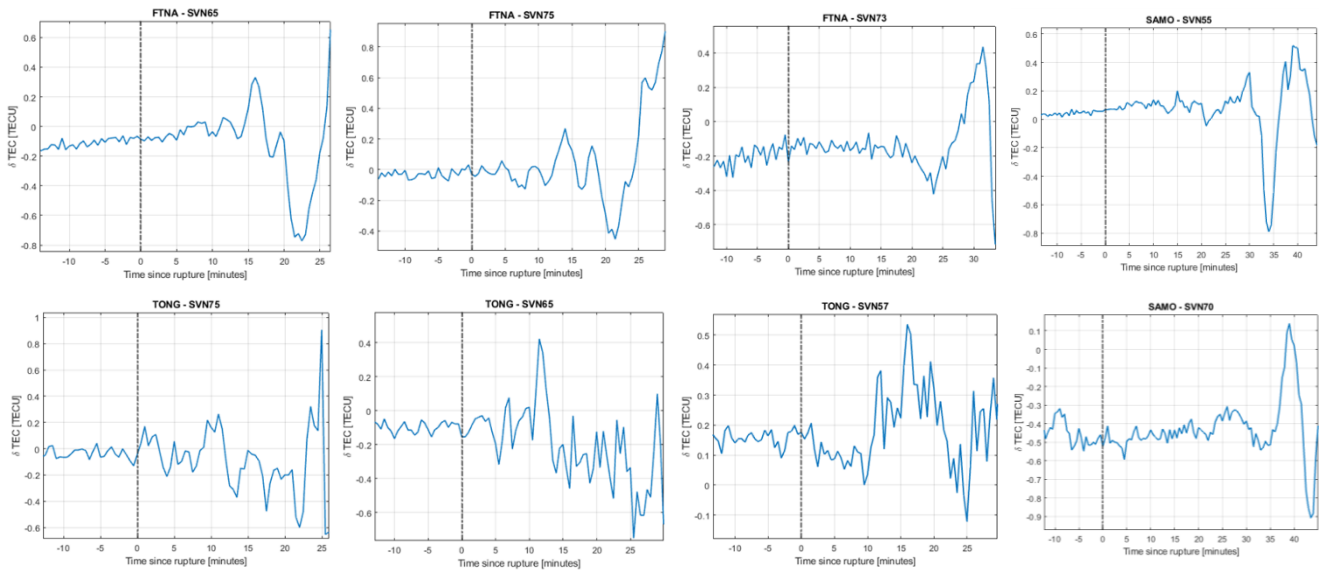 FTNA - SVN65
δ TEC [TECU]
0.6
0.4
0.2
0
-0.2
-0.4
-0.6
-0.8
-10 -5 0 5 10 15 20 25
Time since rupture [minutes]
FTNA - SVN75
δ TEC [TECU]
0.8
0.6
0.4
0.2
0
-0.2
-0.4
-10 -5 0 5 10 15 20 25
Time since rupture [minutes]
FTNA - SVN73
δ TEC [TECU]
0.4
0.2
0
-0.2
-0.4
-0.6
-10 -5 0 5 10 15 20 25 30
Time since rupture [minutes]
SAMO - SVN55
δ TEC [TECU]
0.6
0.4
0.2
0
-0.2
-0.4
-0.6
-0.8
-10 0 10 20 30 40
Time since rupture [minutes]
TONG - SVN75
δ TEC [TECU]
1
0.8
0.6
0.4
0.2
0
-0.2
-0.4
-0.6
-10 -5 0 5 10 15 20 25
Time since rupture [minutes]
TONG - SVN65
δ TEC [TECU]
0.6
0.4
0.2
0
-0.2
-0.4
-0.6
-10 -5 0 5 10 15 20 25
Time since rupture [minutes]
TONG - SVN57
δ TEC [TECU]
0.5
0.4
0.3
0.2
0.1
0
-0.1
-10 -5 0 5 10 15 20 25
Time since rupture [minutes]
SAMO - SVN70
δ TEC [TECU]
0.1
0
-0.1
-0.2
-0.3
-0.4
-0.5
-0.6
-0.7
-0.8
-0.9
-10 0 10 20 30 40
Time since rupture [minutes]